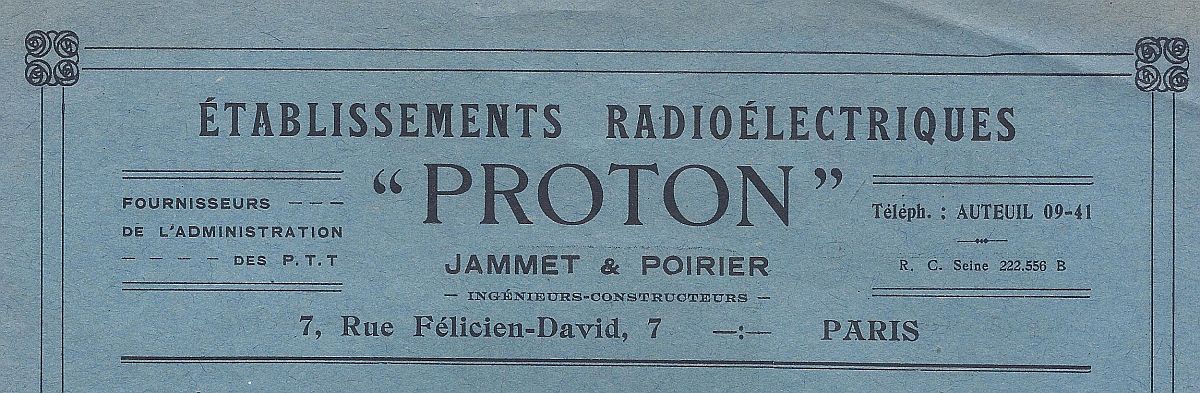 ÉTABLISSEMENTS RADIOÉLECTRIQUES
“PROTON”
FOURNISSEURS ---
DE L'ADMINISTRATION
---- DES P.T.T
JAMMET & POIRIER
— INGÉNIEURS-CONSTRUCTEURS —
Téléph. : AUTEUIL 09-41
R. C. Seine 222.556 B
7, Rue Félicien-David, 7 —:— PARIS